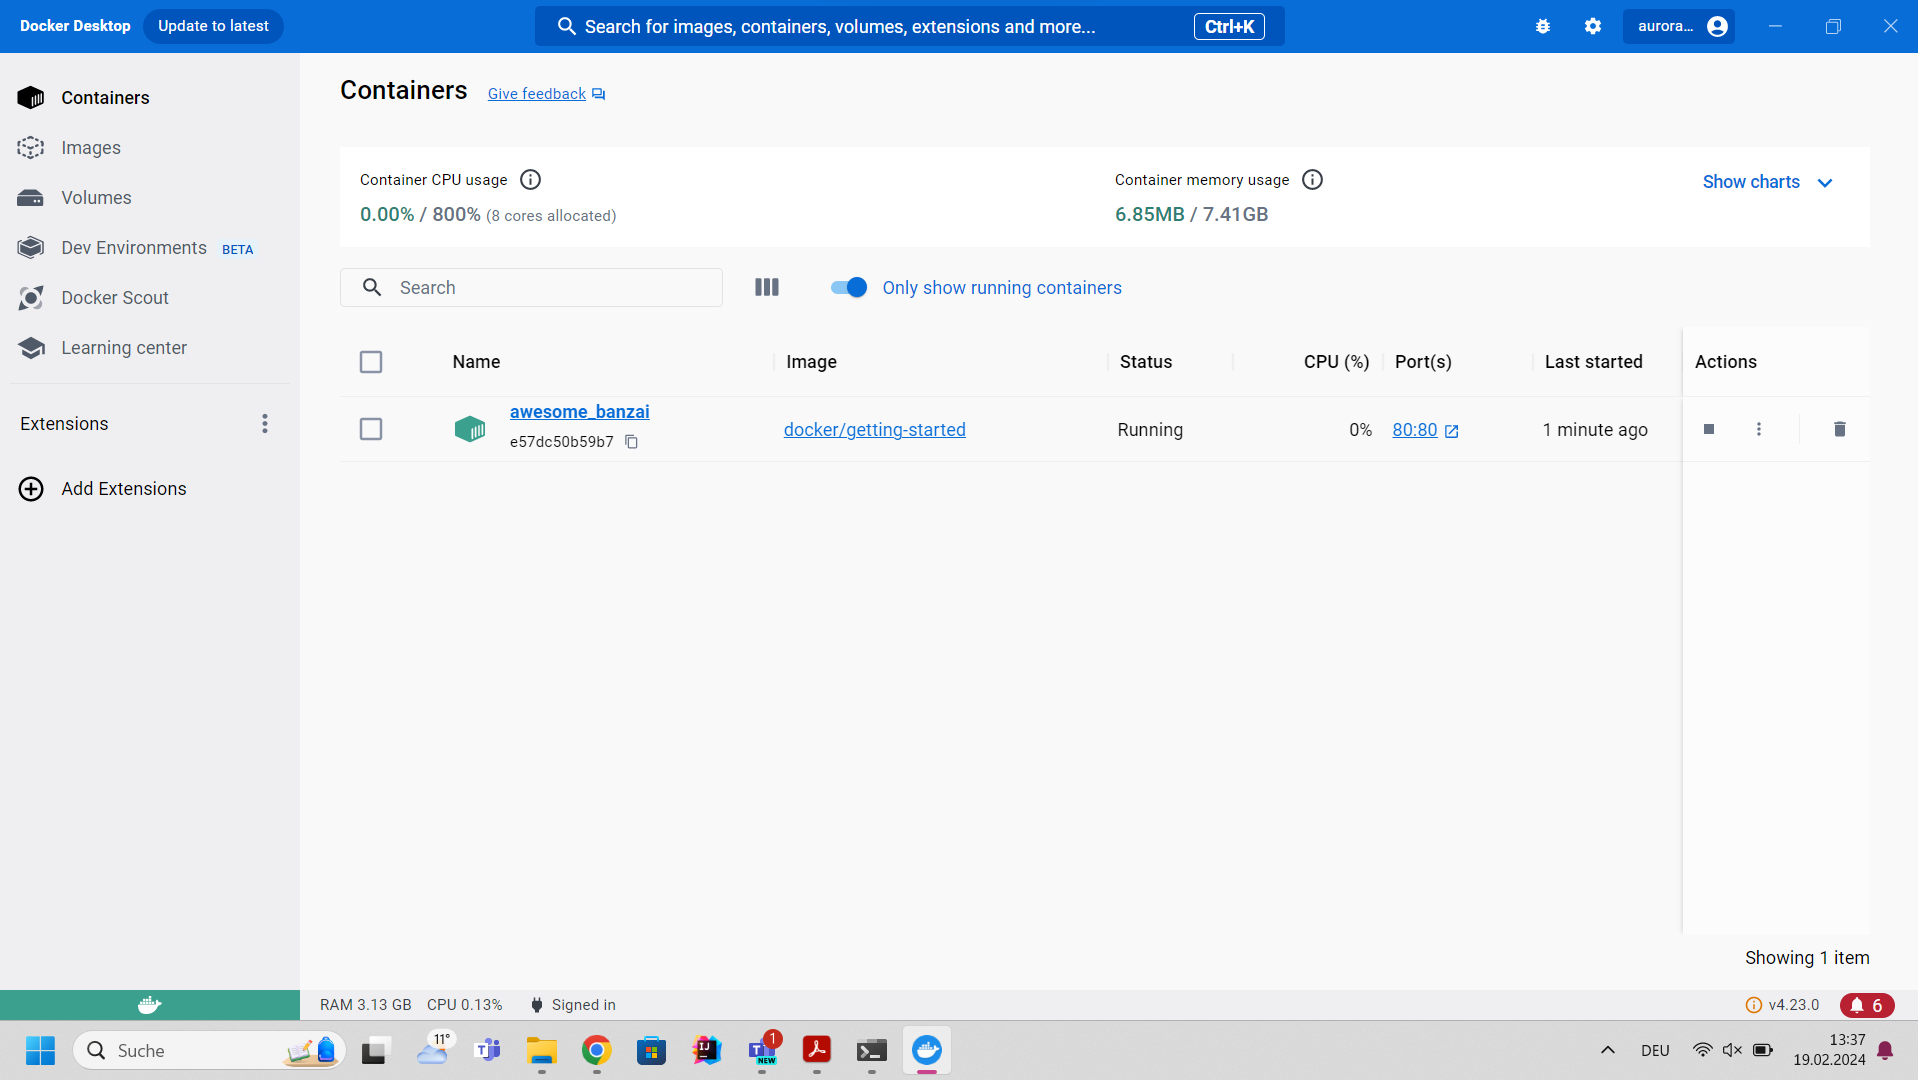 Docker Desktop Update to latest Search for images, containers, volumes, extensions and more... Ctrl+K aurora...
Containers
Images
Volumes
Dev Environments BETA
Docker Scout
Learning center
Extensions
Add Extensions
Containers Give feedback
Container CPU usage
0.00% / 800% (8 cores allocated)
Container memory usage
6.85MB / 7.41GB
Show charts
Search Only show running containers
Name Image Status CPU (%) Port(s) Last started Actions
awesome_banzai
e57dc50b59b7
docker/getting-started Running 0% 80:80 1 minute ago
Showing 1 item
RAM 3.13 GB CPU 0.13% Signed in v4.23.0 6
Suche 11° IJ NEW 1 DEU
13:37
19.02.2024